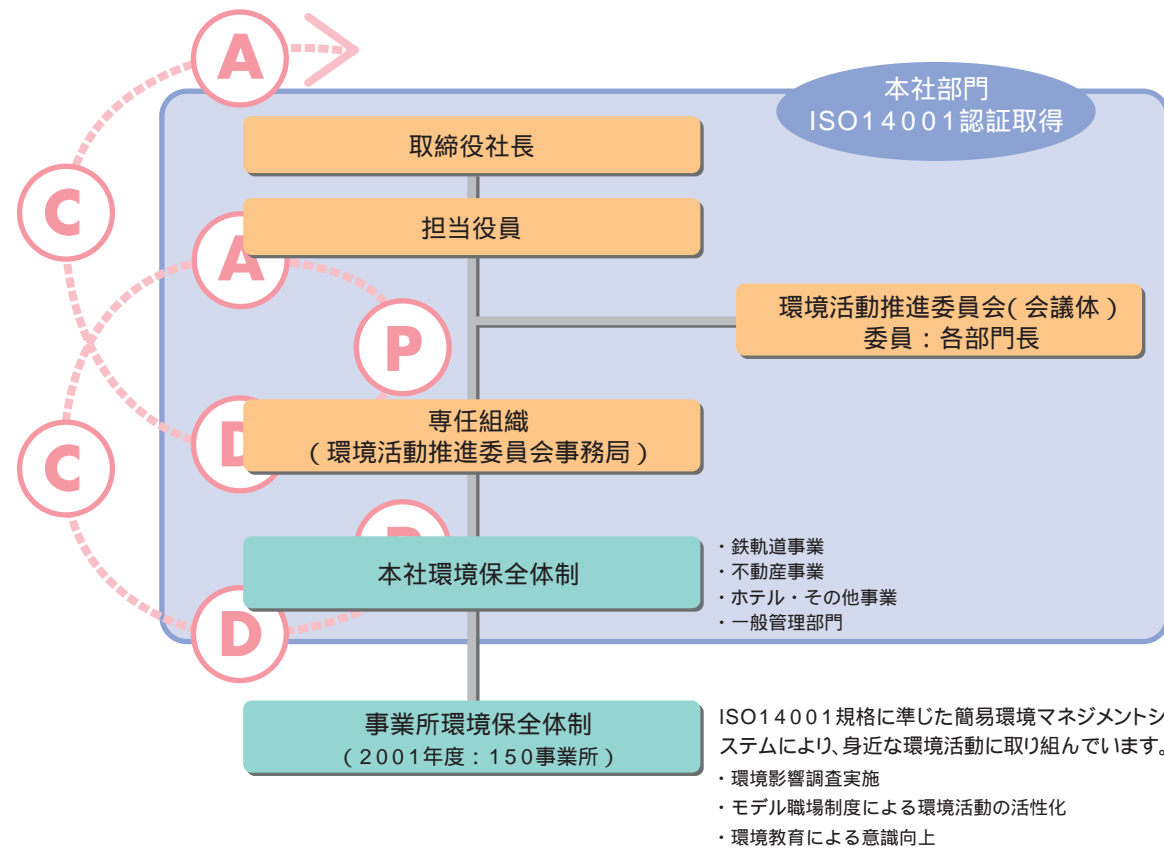 A
本社部門
ISO14001認証取得
取締役社長
C
担当役員
A
環境活動推進委員会(会議体)
委員:各部門長
P
専任組織
(環境活動推進委員会事務局)
D
C
P
本社環境保全体制
・鉄軌道事業
・不動産事業
・ホテル・その他事業
・一般管理部門
D
事業所環境保全体制
(2001年度:150事業所)
ISO14001規格に準じた簡易環境マネジメントシ
ステムにより、身近な環境活動に取り組んでいます。
・環境影響調査実施
・モデル職場制度による環境活動の活性化
・環境教育による意識向上